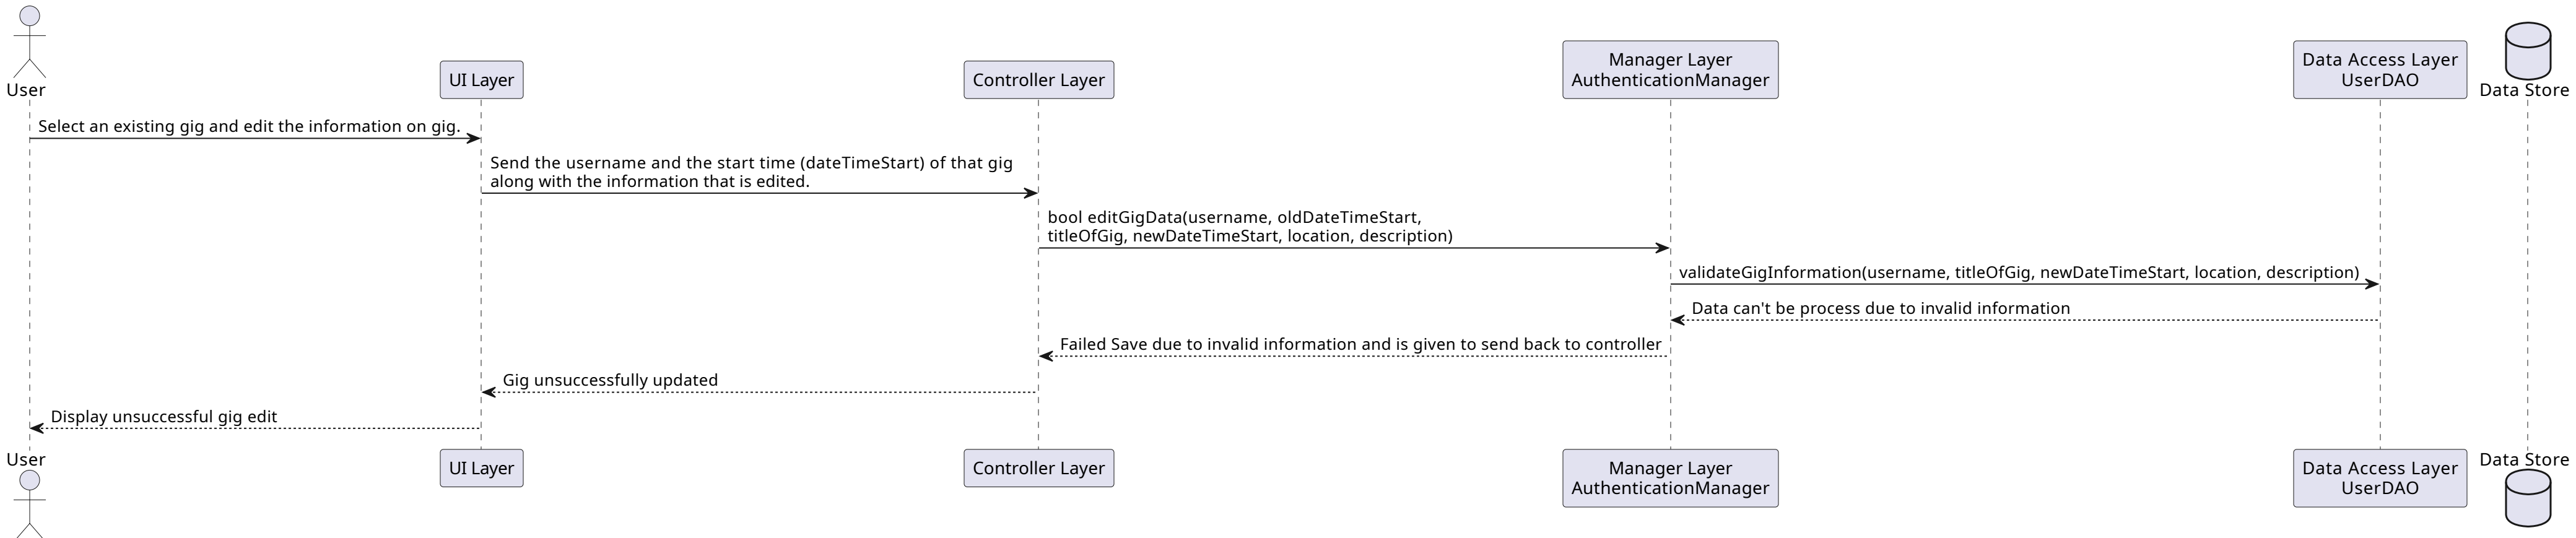 User
UI Layer
Controller Layer
Manager Layer
AuthenticationManager
Data Access Layer
UserDAO
Data Store
Select an existing gig and edit the information on gig.
Send the username and the start time (dateTimeStart) of that gig
along with the information that is edited.
bool editGigData(username, oldDateTimeStart,
titleOfGig, newDateTimeStart, location, description)
validateGigInformation(username, titleOfGig, newDateTimeStart, location, description)
Data can't be process due to invalid information
Failed Save due to invalid information and is given to send back to controller
Gig unsuccessfully updated
Display unsuccessful gig edit
User
UI Layer
Controller Layer
Manager Layer
AuthenticationManager
Data Access Layer
UserDAO
Data Store